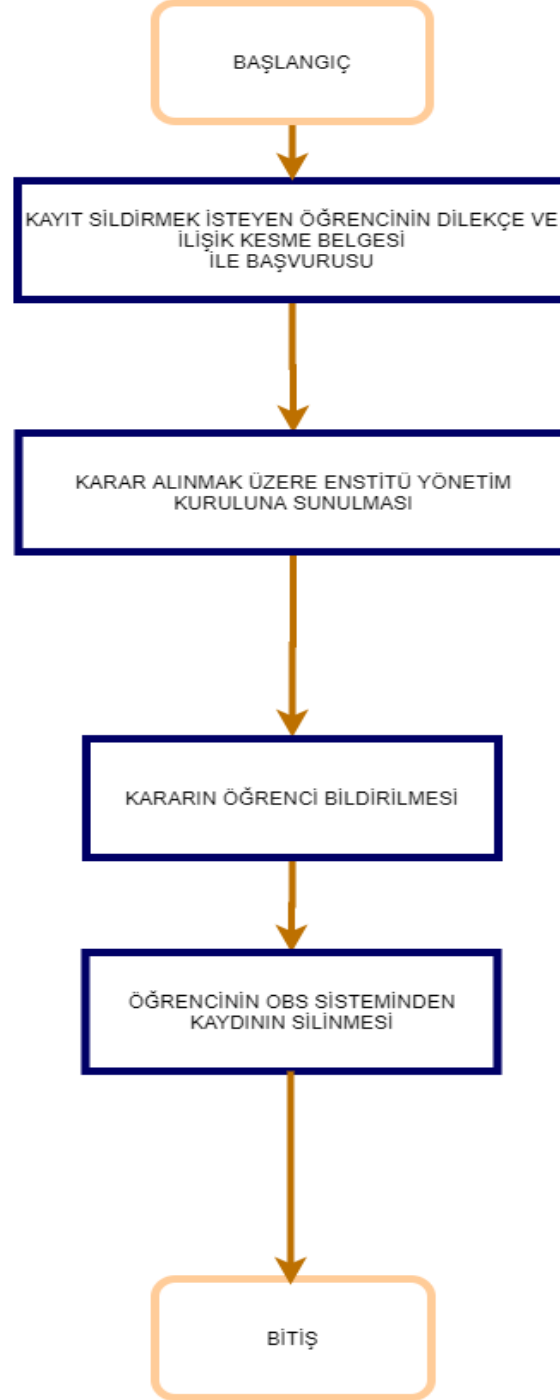 BAŞLANGIÇ
KAYIT SİLDİRMEK İSTEYEN ÖĞRENCİNİN DİLEKÇE VE
İLİŞİK KESME BELGESİ
İLE BAŞVURUSU
KARAR ALINMAK ÜZERE ENSTİTÜ YÖNETİM
KURULUNA SUNULMASI
KARARIN ÖĞRENCİ BİLDİRİLMESİ
ÖĞRENCİNİN OBS SİSTEMİNDEN
KAYDININ SİLİNMESİ
BİTİŞ